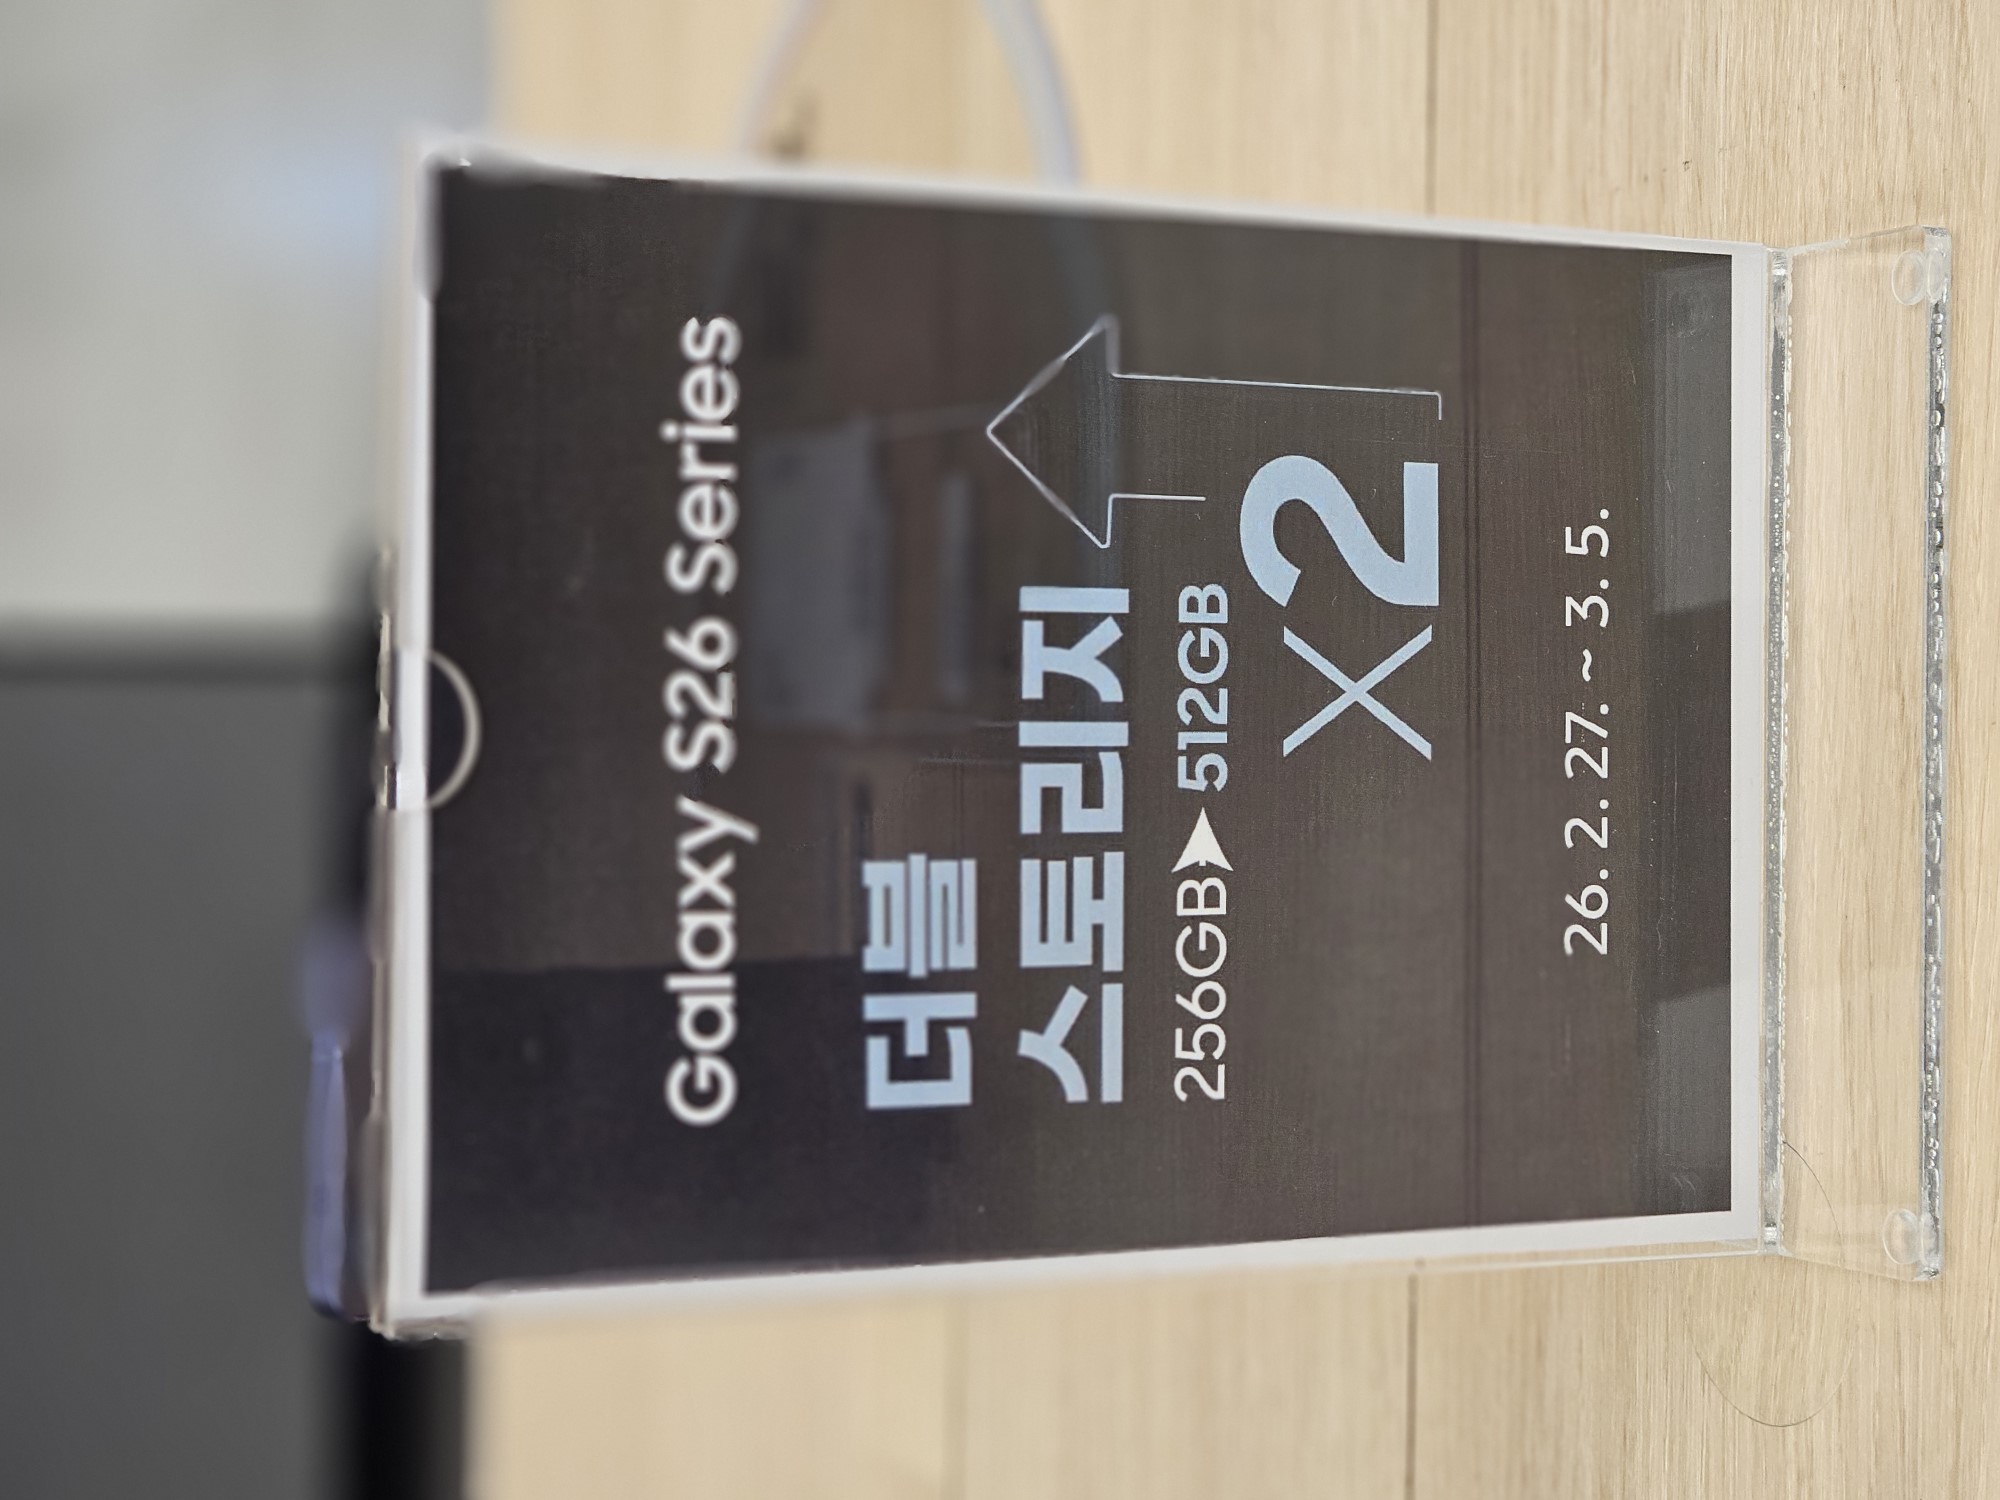 Galaxy S26 Series
더블
스토리지
256GB➤512GB
X2
26. 2. 27. ~ 3. 5.